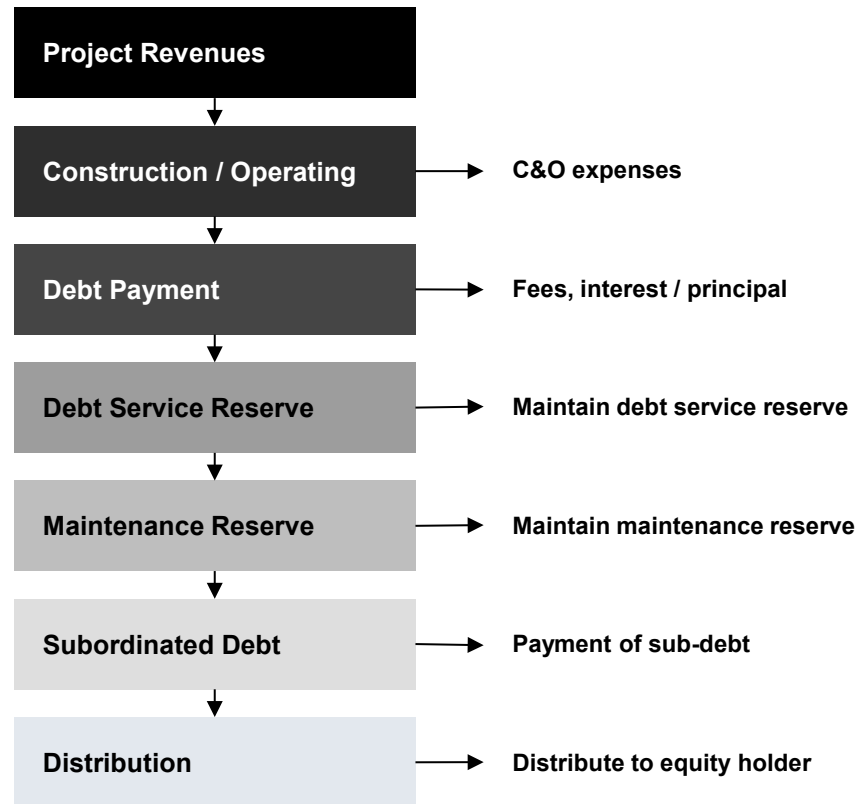 Project Revenues
Construction / Operating
C&O expenses
Debt Payment
Fees, interest / principal
Debt Service Reserve
Maintain debt service reserve
Maintenance Reserve
Maintain maintenance reserve
Subordinated Debt
Payment of sub-debt
Distribution
Distribute to equity holder